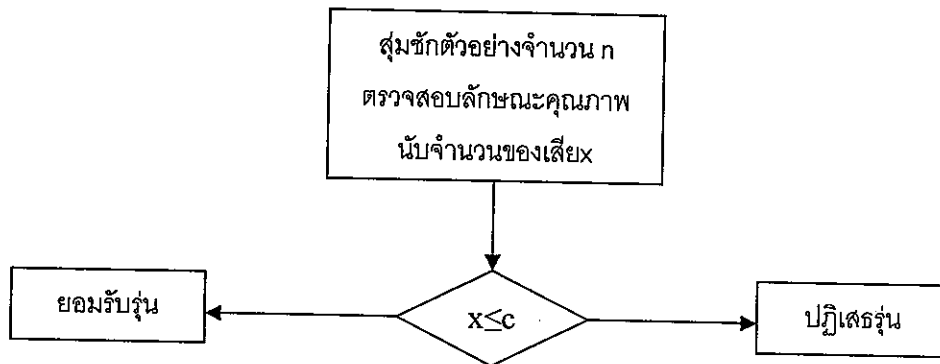 สุ่มชักตัวอย่างจำนวน n
ตรวจสอบลักษณะคุณภาพ
นับจำนวนของเสียx
ยอมรับรุ่น
x≤c
ปฏิเสธรุ่น